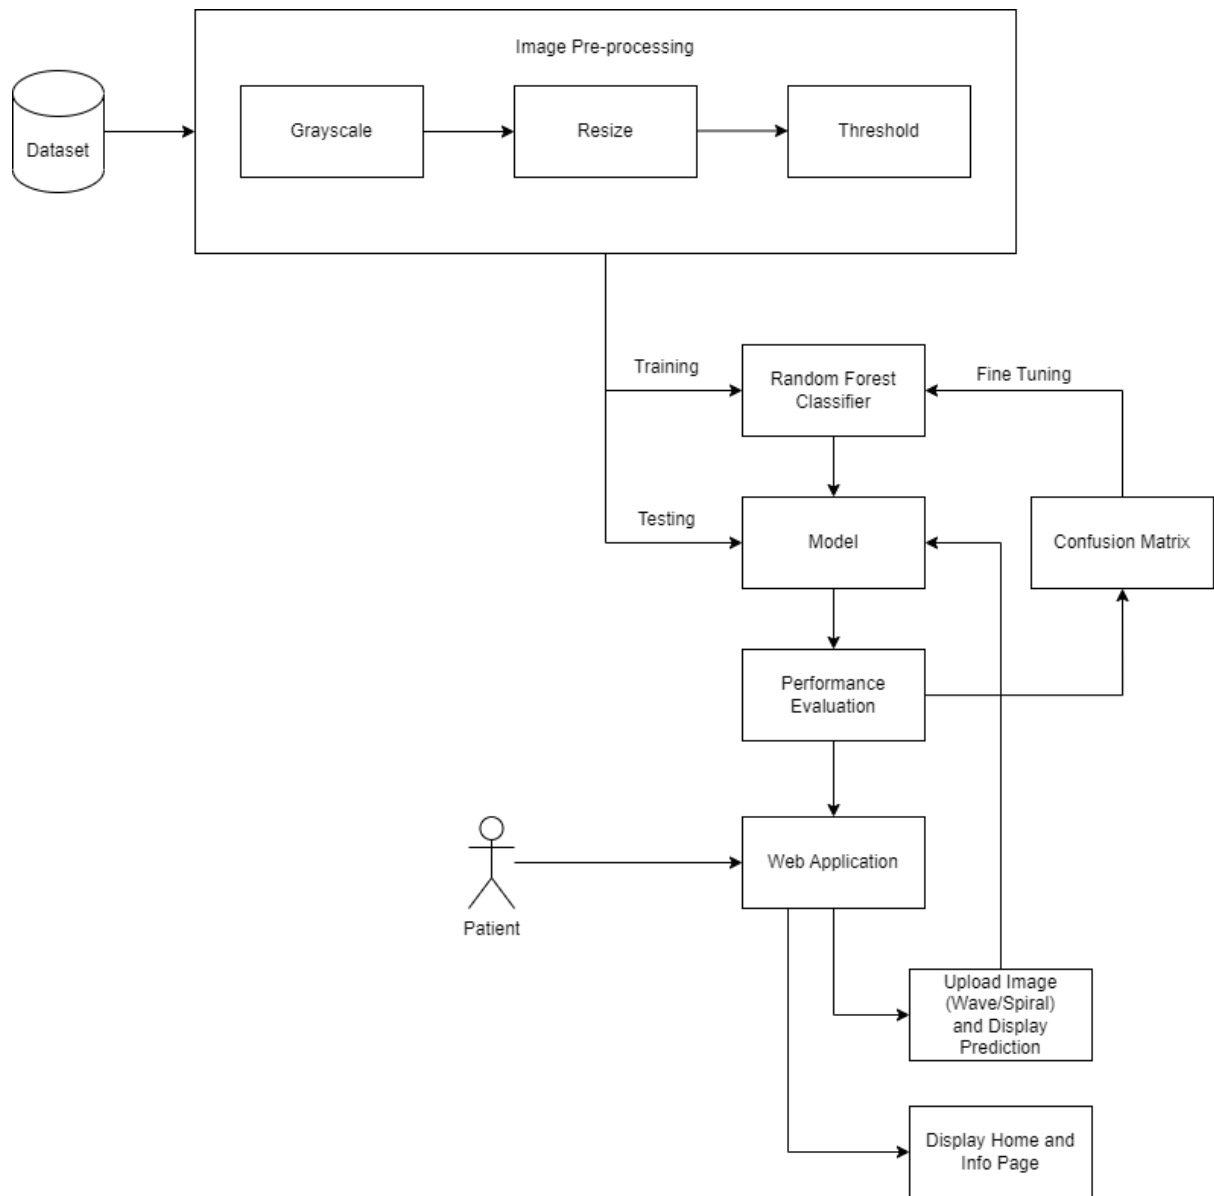 Image Pre-processing
Dataset
Grayscale
Resize
Threshold
Training
Random Forest
Classifier
Fine Tuning
Testing
Model
Confusion Matrix
Performance
Evaluation
Patient
Web Application
Upload Image
(Wave/Spiral)
and Display
Prediction
Display Home and
Info Page